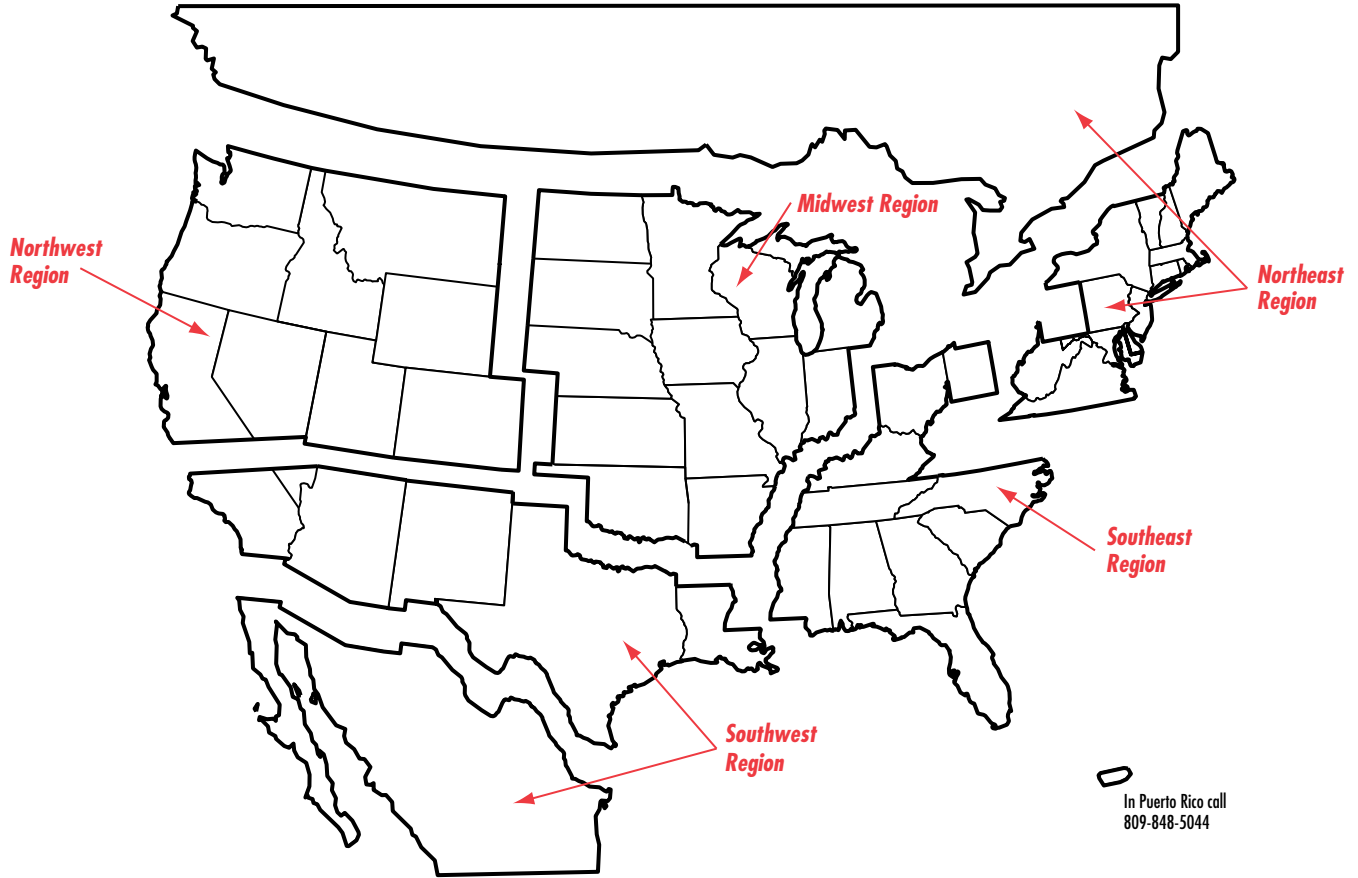 Midwest Region
Northwest
Region
Northeast
Region
Southeast
Region
Southwest
Region
In Puerto Rico call
809-848-5044